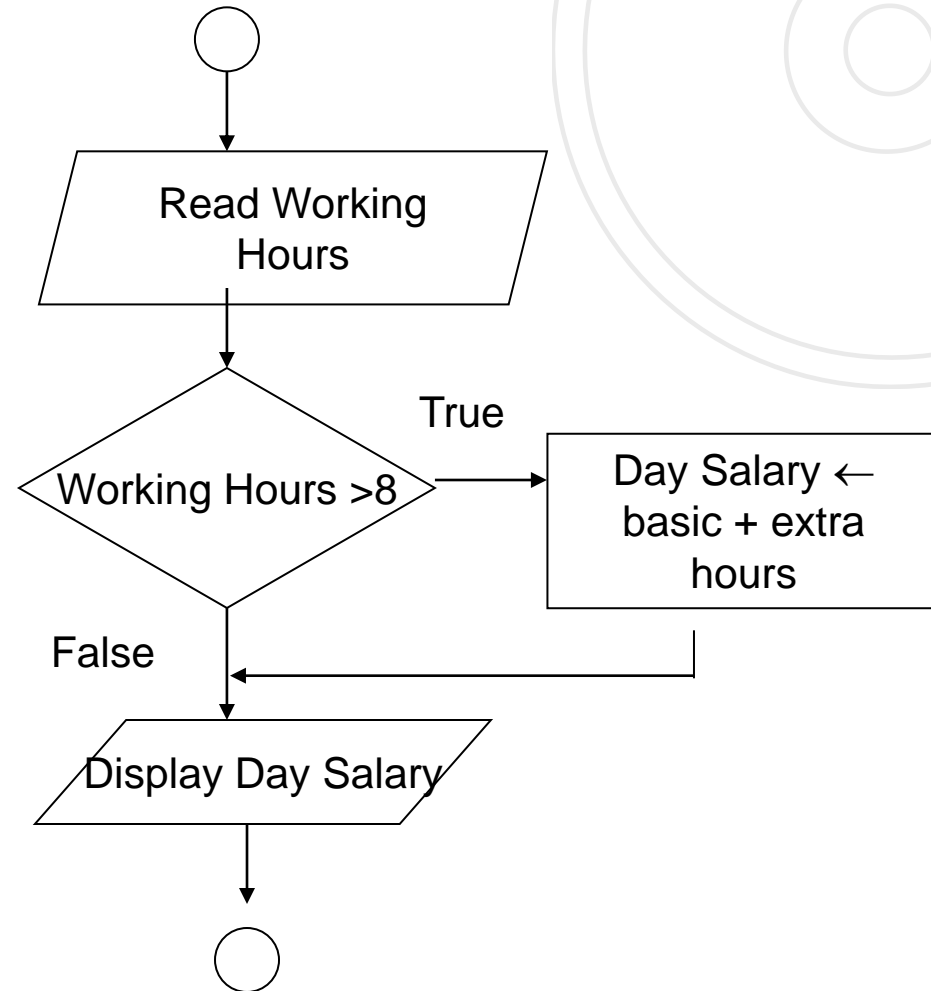 Read Working
Hours
True
Working Hours >8
Day Salary ←
basic + extra
hours
False
Display Day Salary